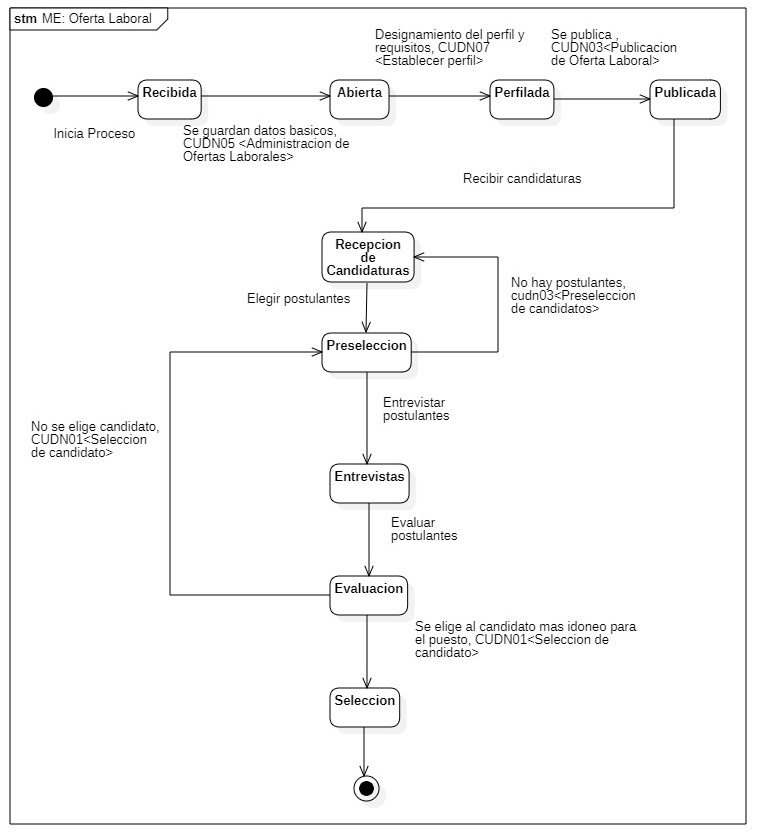 stm ME: Oferta Laboral
Designamiento del perfil y
requisitos, CUDN07
<Establecer perfil>
Se publica ,
CUDN03<Publicacion
de Oferta Laboral>
Recibida
Abierta
Perfilada
Publicada
Inicia Proceso
Se guardan datos basicos,
CUDN05 <Administracion de
Ofertas Laborales>
Recibir candidaturas
Recepcion
de
Candidaturas
Elegir postulantes
No hay postulantes,
cudn03<Preseleccion
de candidatos>
Preseleccion
Entrevistar
postulantes
No se elige candidato,
CUDN01<Seleccion
de candidato>
Entrevistas
Evaluar
postulantes
Evaluacion
Se elige al candidato mas idoneo para
el puesto, CUDN01<Seleccion de
candidato>
Seleccion